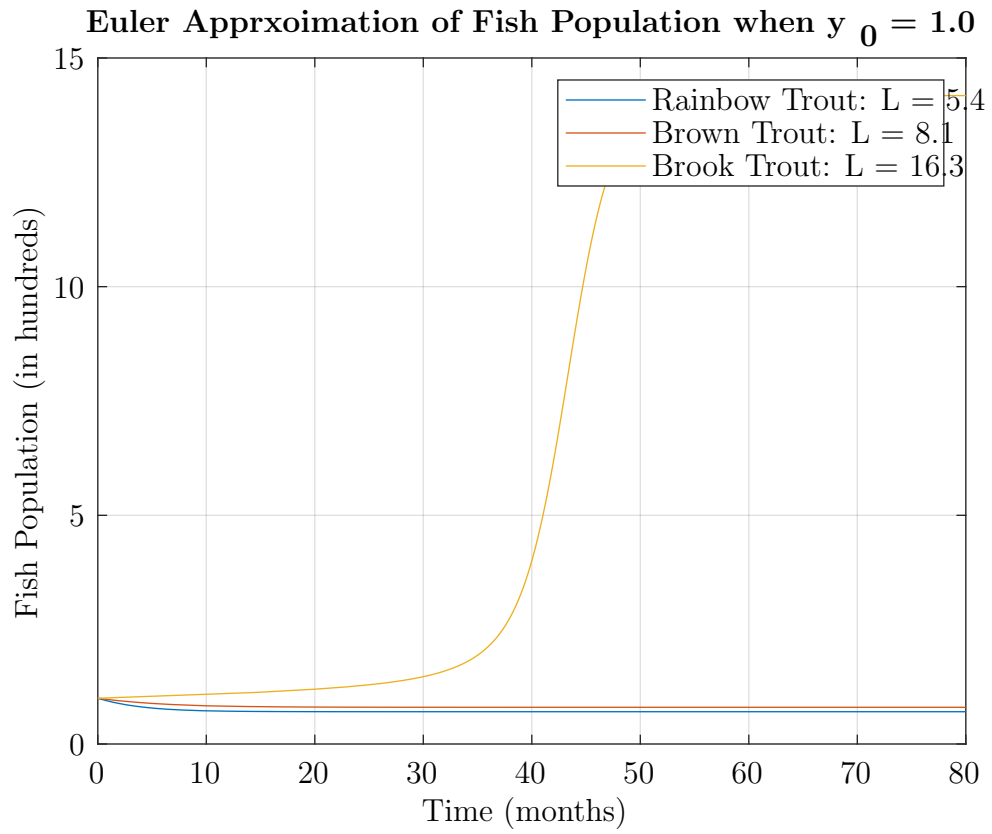 Euler Apprxoimation of Fish Population when y 0 = 1.0
15
Rainbow Trout: L = 5.4
Brown Trout: L = 8.1
Brook Trout: L = 16.3
10
5
0
Fish Population (in hundreds)
0 10 20 30 40 50 60 70 80
Time (months)